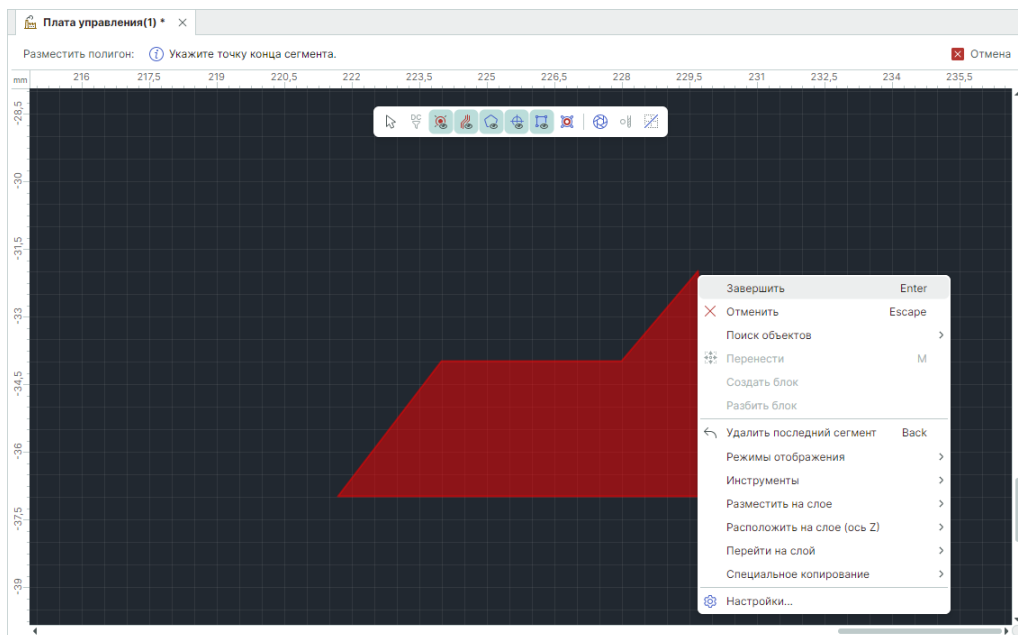 Плата управления(1) *
Разместить полигон: Укажите точку конца сегмента. Отмена
mm 216 217,5 219 220,5 222 223,5 225 226,5 228 229,5 231 232,5 234 235,5
-28,5
-30
-31,5
-33
-34,5
-36
-37,5
-39
DC
Завершить Enter
Отменить Escape
Поиск объектов
Перенести M
Создать блок
Разбить блок
Удалить последний сегмент Back
Режимы отображения
Инструменты
Разместить на слое
Расположить на слое (ось Z)
Перейти на слой
Специальное копирование
Настройки...